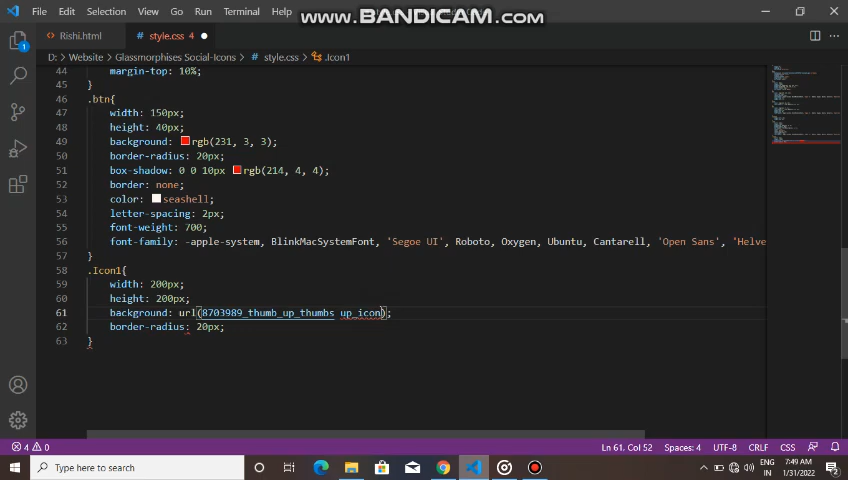 File Edit Selection View Go Run Terminal Help
www.BANDICAM.com
Rishi.html
style.css 4
D: > Website > Glassmorphises Social-Icons > style.css > .Icon1
44 margin-top: 10%;
45 }
46 .btn{
47 width: 150px;
48 height: 40px;
49 background: rgb(231, 3, 3);
50 border-radius: 20px;
51 box-shadow: 0 0 10px rgb(214, 4, 4);
52 border: none;
53 color: seashell;
54 letter-spacing: 2px;
55 font-weight: 700;
56 font-family: -apple-system, BlinkMacSystemFont, 'Segoe UI', Roboto, Oxygen, Ubuntu, Cantarell, 'Open Sans', 'Helve
57 }
58 .Icon1{
59 width: 200px;
60 height: 200px;
61 background: url(8703989_thumb_up_thumbs up_icon);
62 border-radius: 20px;
63 }
1
4 0 Ln 61, Col 52 Spaces: 4 UTF-8 CRLF CSS
Type here to search
ENG 7:49 AM
IN 1/31/2022
2